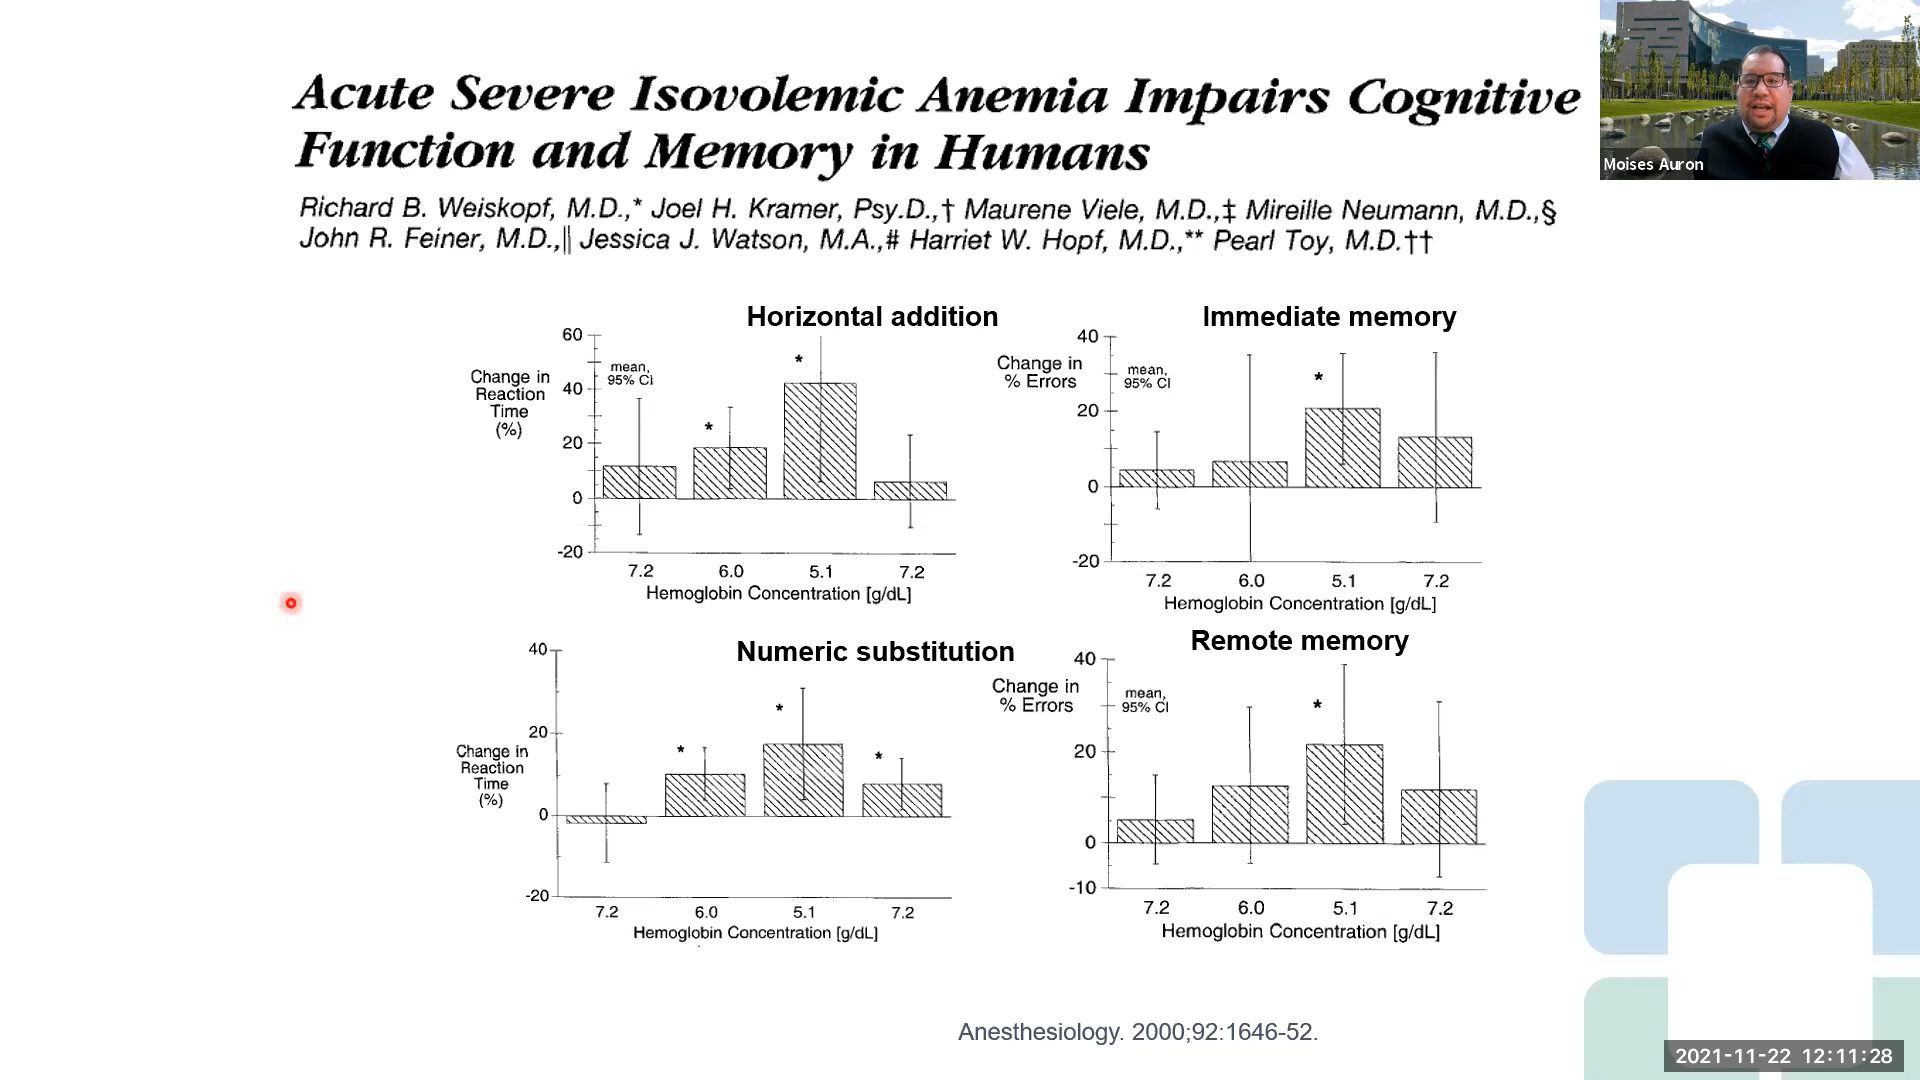 Acute Severe Isovolemic Anemia Impairs Cognitive
Function and Memory in Humans
Moises Auron
Richard B. Weiskopf, M.D.,* Joel H. Kramer, Psy.D.,† Maurene Viele, M.D.,‡ Mireille Neumann, M.D.,§
John R. Feiner, M.D.,‖ Jessica J. Watson, M.A.,# Harriet W. Hopf, M.D.,** Pearl Toy, M.D.††
Horizontal addition
60
40
20
0
-20
Change in
Reaction
Time
(%)
mean,
95% CI
*
*
7.2 6.0 5.1 7.2
Hemoglobin Concentration [g/dL]
Immediate memory
40
20
0
-20
Change in
% Errors
mean,
95% CI
*
7.2 6.0 5.1 7.2
Hemoglobin Concentration [g/dL]
Numeric substitution
40
20
0
-20
Change in
Reaction
Time
(%)
*
*
*
7.2 6.0 5.1 7.2
Hemoglobin Concentration [g/dL]
Remote memory
40
20
0
-10
Change in
% Errors
mean,
95% CI
*
7.2 6.0 5.1 7.2
Hemoglobin Concentration [g/dL]
Anesthesiology. 2000;92:1646-52.
2021-11-22 12:11:28